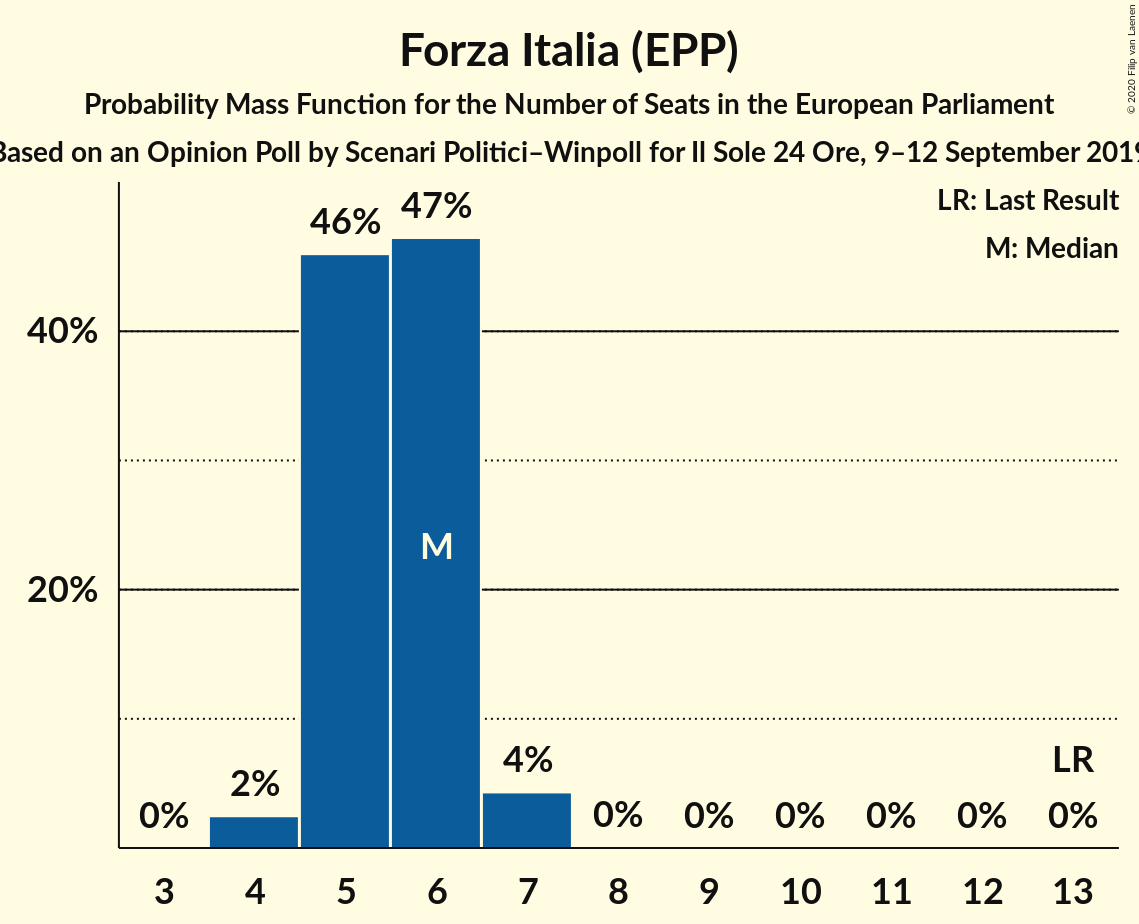 Forza Italia (EPP)
Probability Mass Function for the Number of Seats in the European Parliament
Based on an Opinion Poll by Scenari Politici–Winpoll for Il Sole 24 Ore, 9–12 September 2019
© 2020 Filip van Laenen
LR: Last Result
M: Median
46%
47%
40%
M
20%
4%
LR
2%
0%
0%
0%
0%
0%
0%
0%
3 4 5 6 7 8 9 10 11 12 13